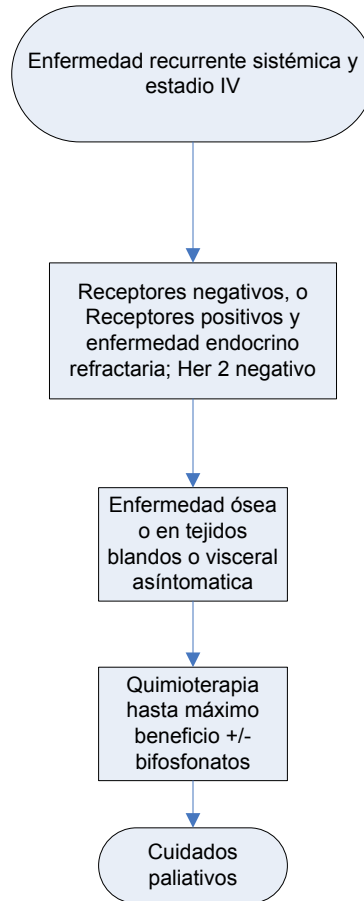 Enfermedad recurrente sistémica y
estadio IV
Receptores negativos, o
Receptores positivos y
enfermedad endocrino
refractaria; Her 2 negativo
Enfermedad ósea
o en tejidos
blandos o visceral
asíntomatica
Quimioterapia
hasta máximo
beneficio +/-
bifosfonatos
Cuidados
paliativos